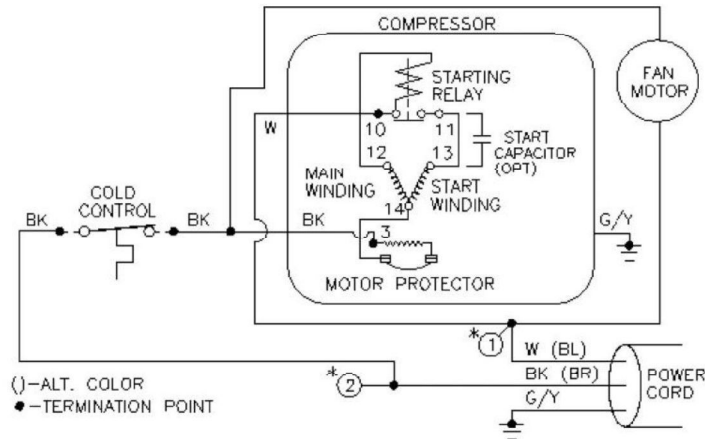 COMPRESSOR
STARTING
RELAY
FAN
MOTOR
W
10
11
START
CAPACITOR
(OPT)
12
13
MAIN
WINDING
START
WINDING
14
COLD
CONTROL
BK
BK
BK
3
G/Y
MOTOR PROTECTOR
*1
W (BL)
BK (BR)
G/Y
POWER
CORD
*2
()-ALT. COLOR
●-TERMINATION POINT